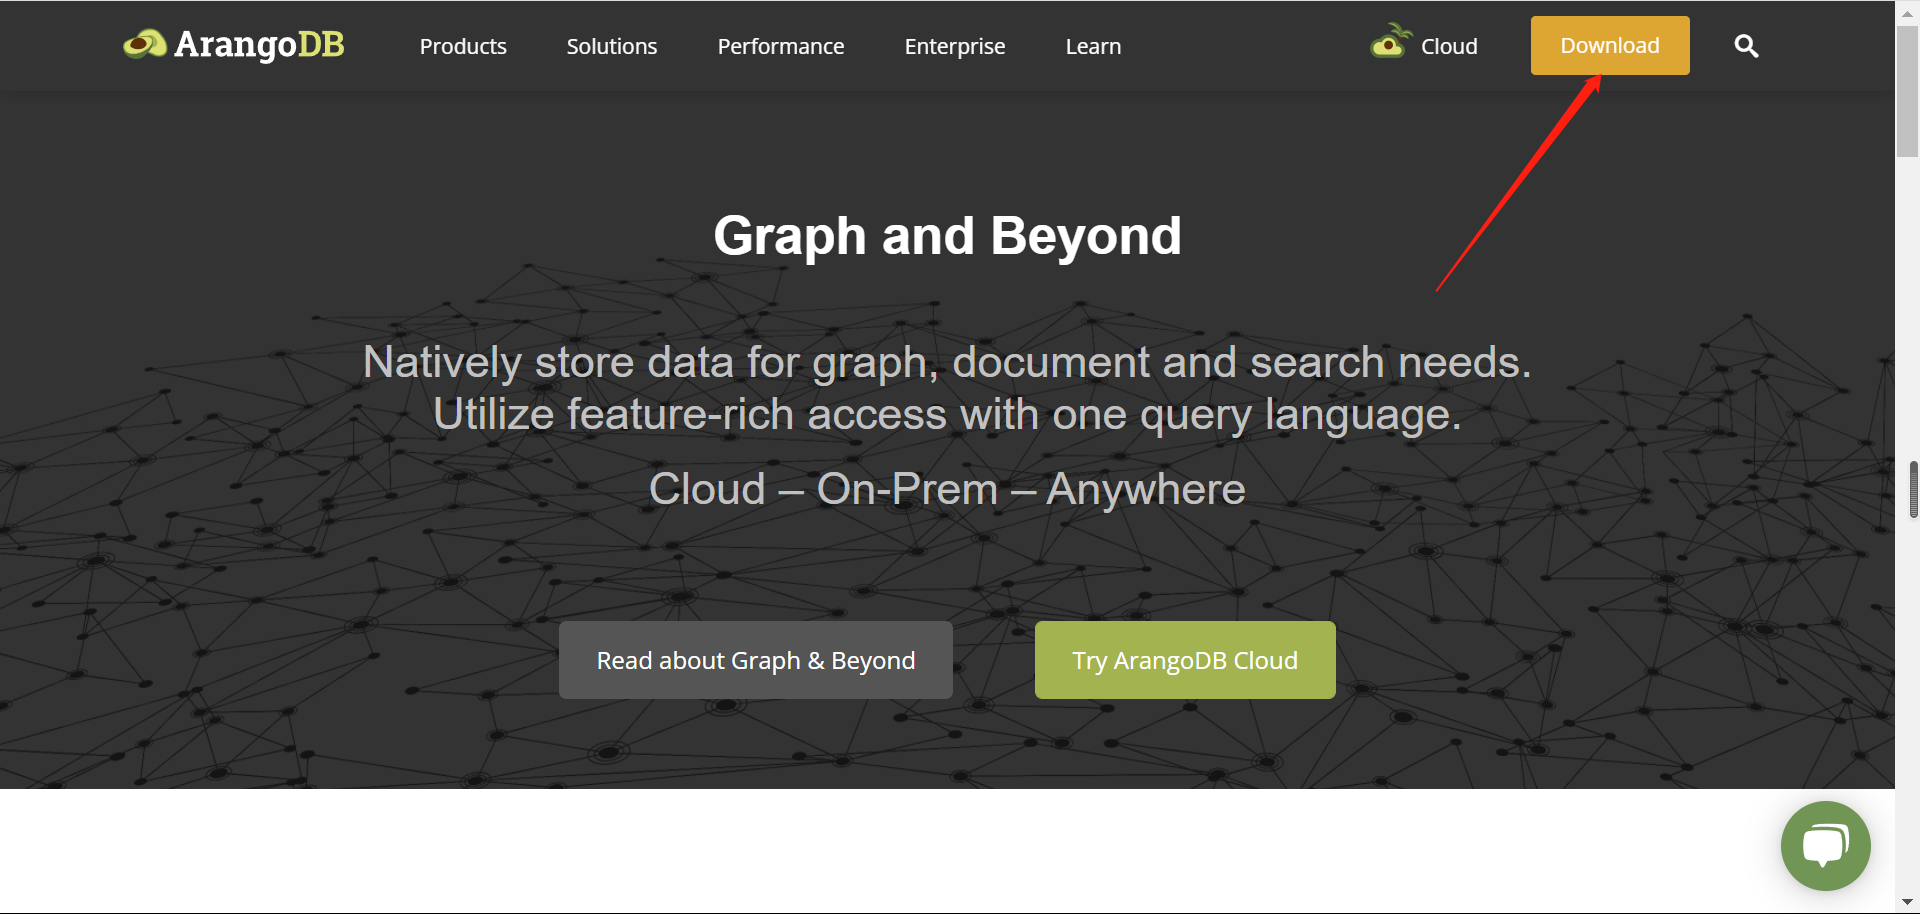 ArangoDB
Products
Solutions
Performance
Enterprise
Learn
Cloud
Download
Graph and Beyond
Natively store data for graph, document and search needs.
Utilize feature-rich access with one query language.
Cloud – On-Prem – Anywhere
Read about Graph & Beyond
Try ArangoDB Cloud